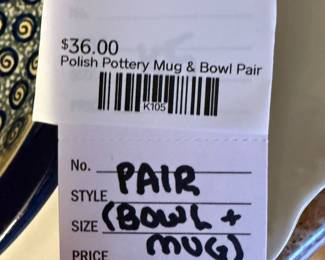 $36.00
Polish Pottery Mug & Bowl Pair
K105
No.
STYLE PAIR
SIZE (BOWL +
PRICE MUG)